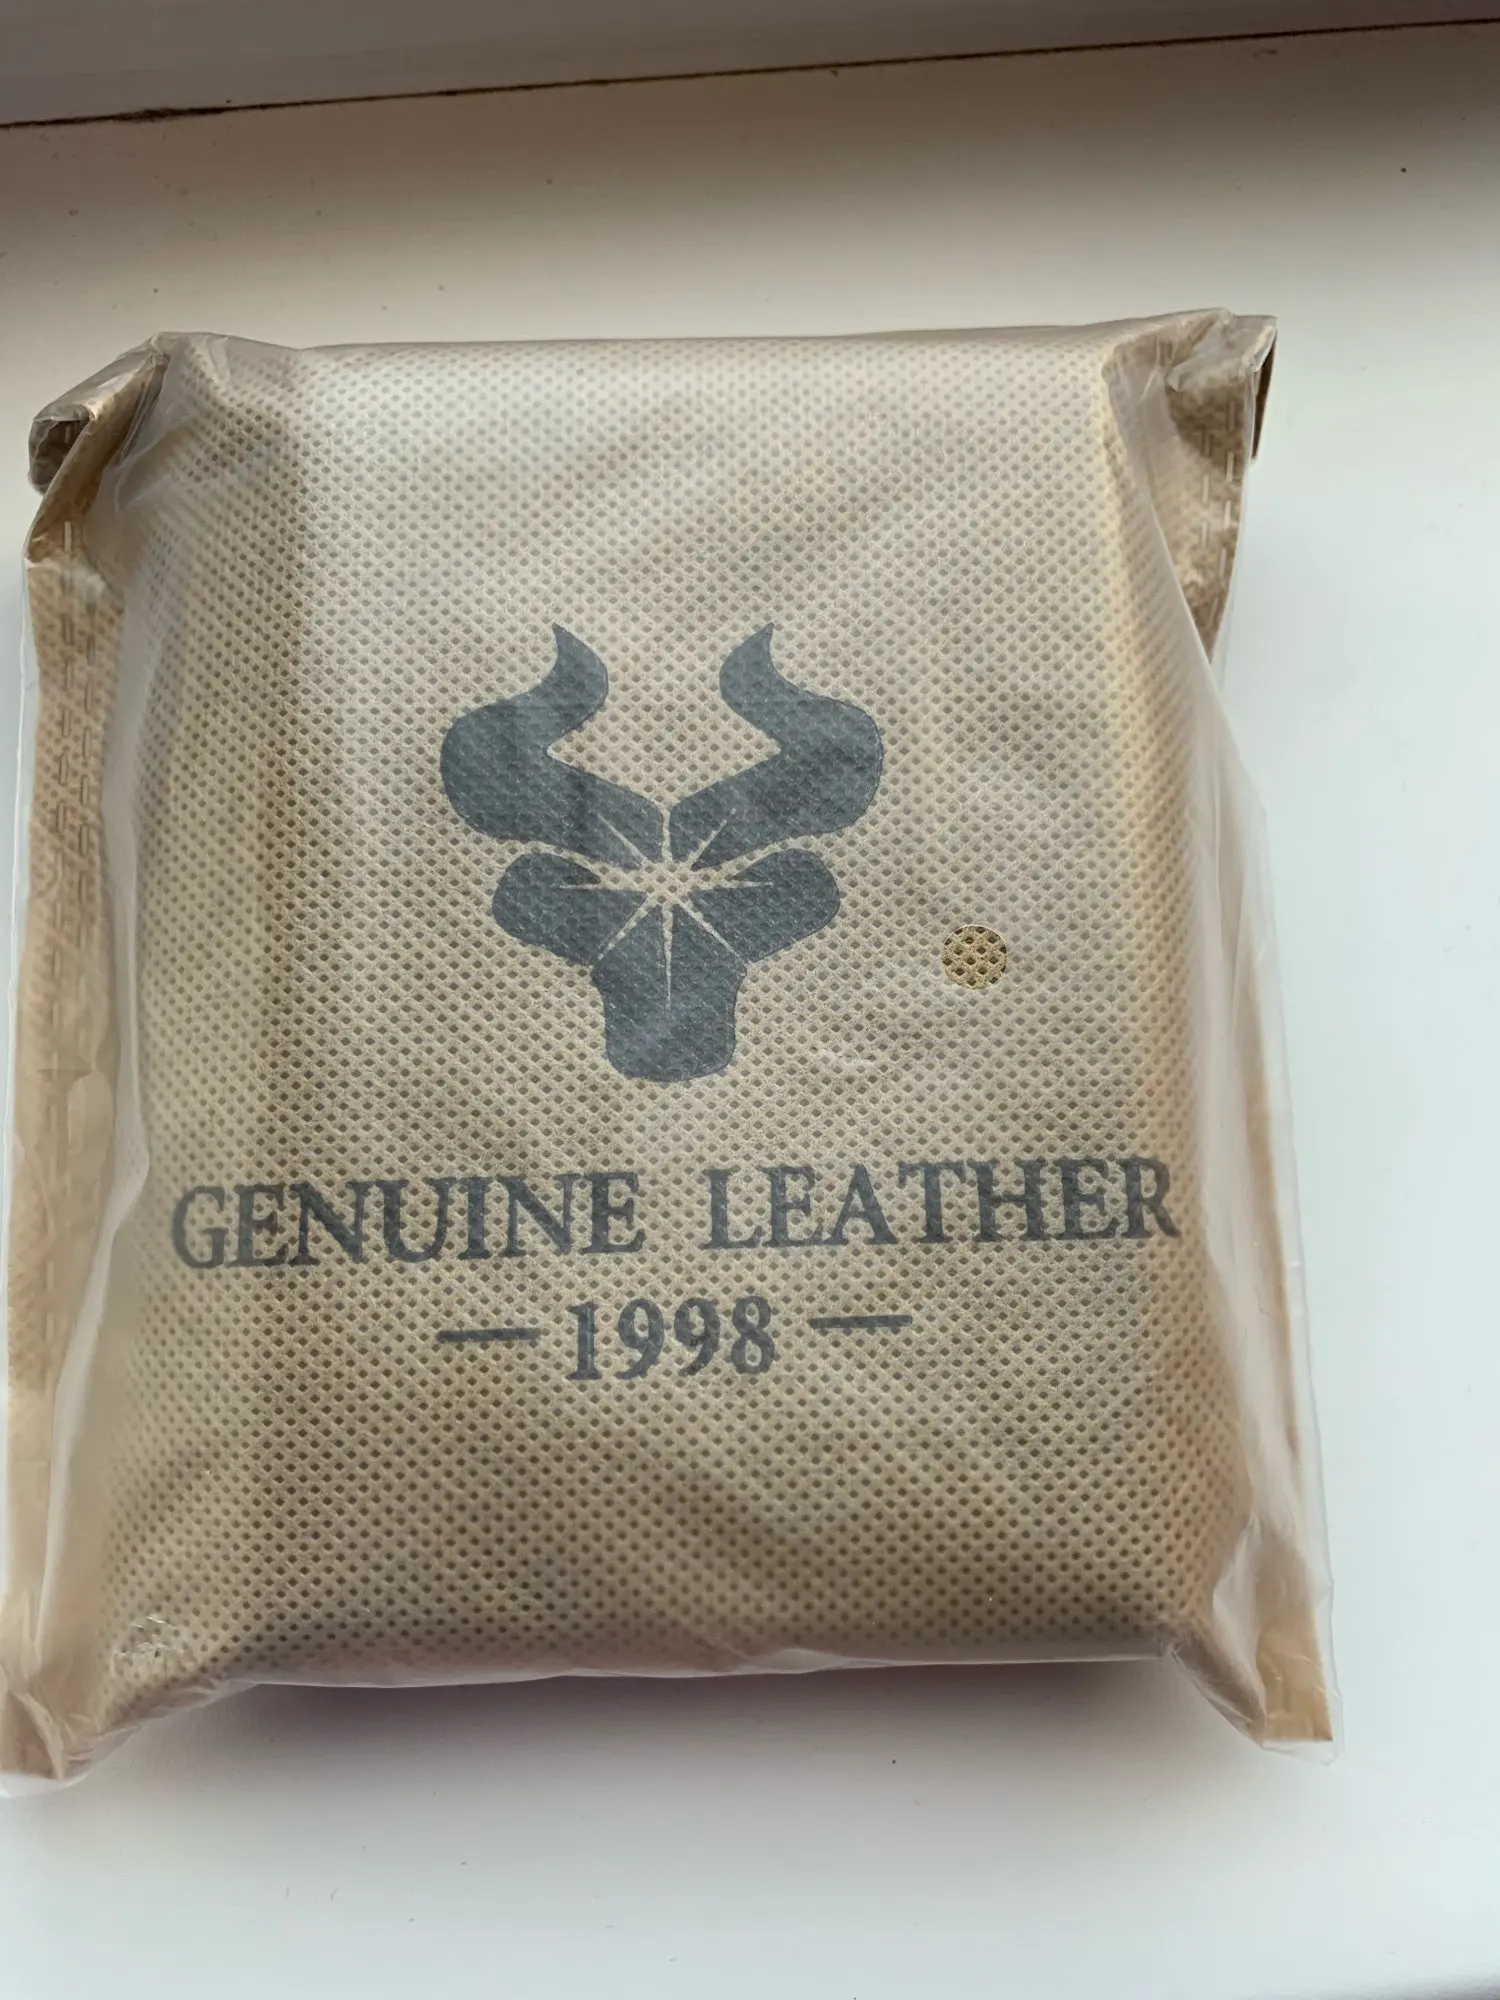 GENUINE LEATHER
— 1998 —